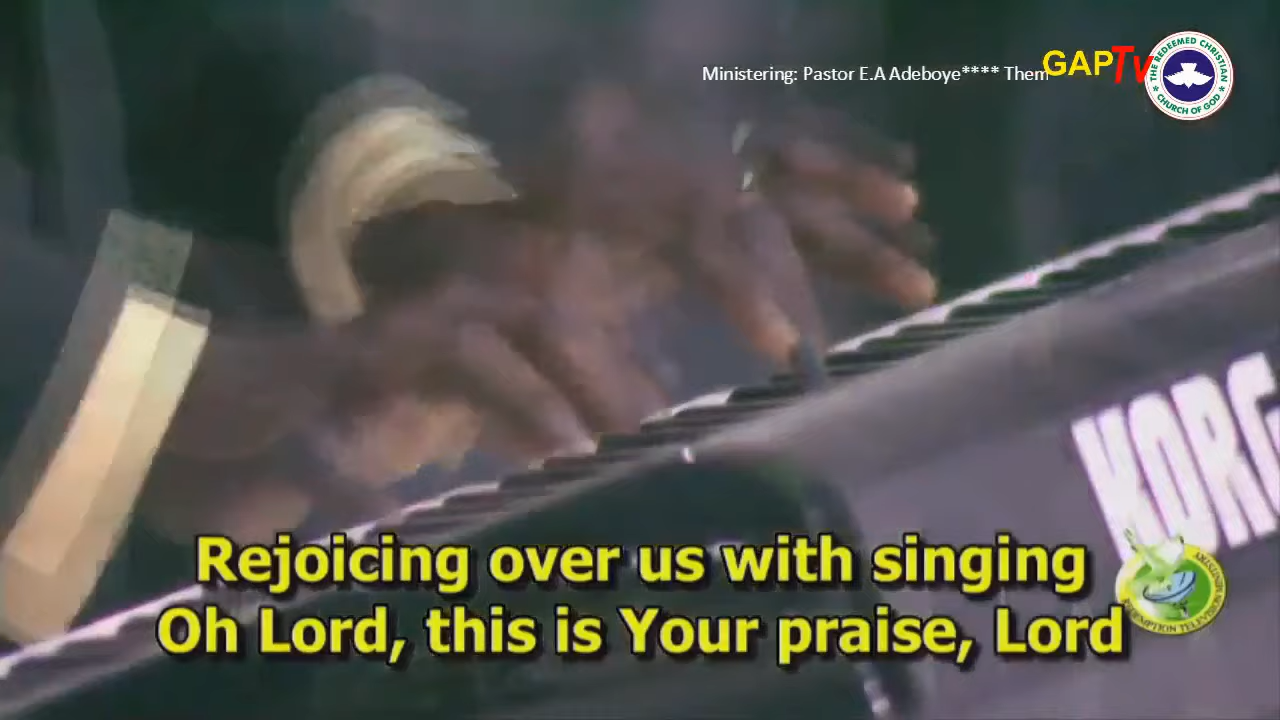 Ministering: Pastor E.A Adeboye**** Them
GAPTV
THE REDEEMED CHRISTIAN
CHURCH OF GOD
KORG
Rejoicing over us with singing
Oh Lord, this is Your praise, Lord